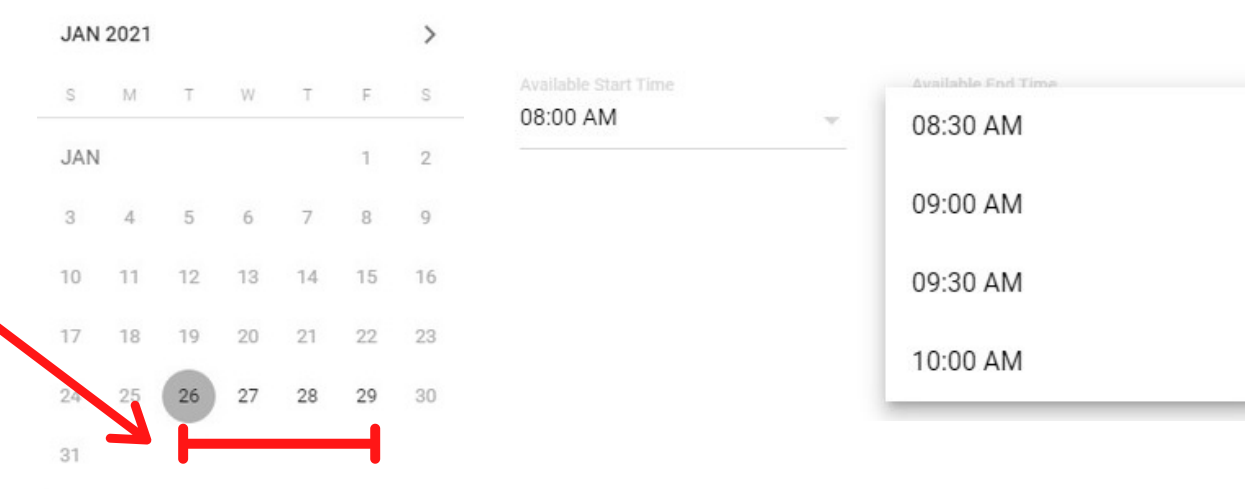 JAN 2021
S M T W T F S
JAN 1 2
3 4 5 6 7 8 9
10 11 12 13 14 15 16
17 18 19 20 21 22 23
24 25 26 27 28 29 30
31
Available Start Time
08:00 AM
Available End Time
08:30 AM
09:00 AM
09:30 AM
10:00 AM